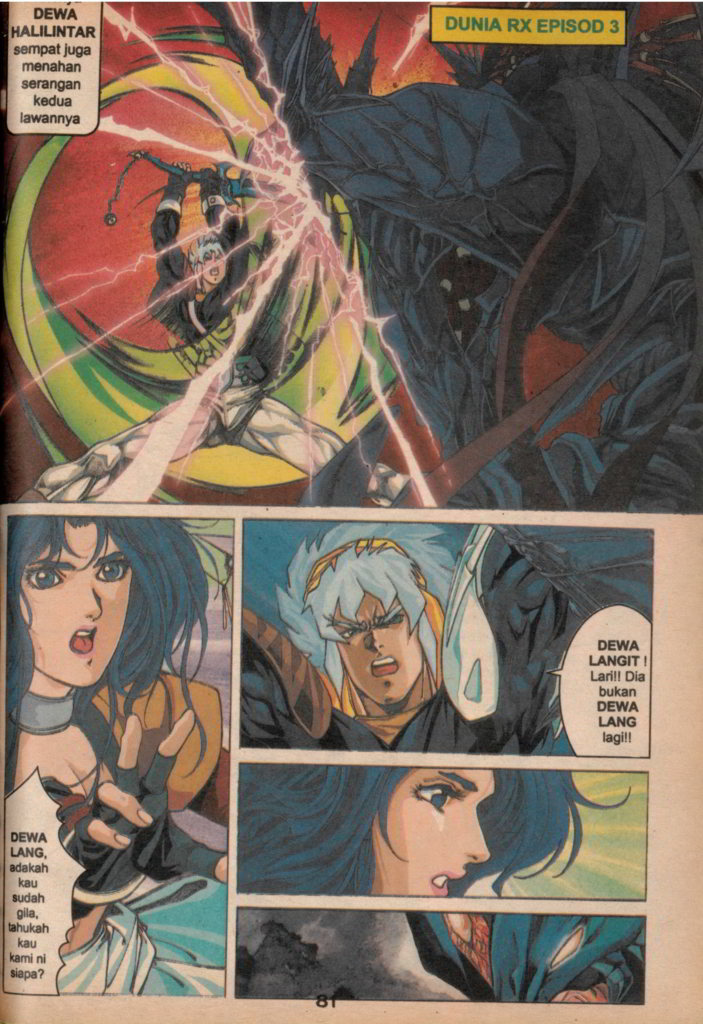 DEWA
HALILINTAR
sempat juga
menahan
serangan
kedua
lawannya
DUNIA RX EPISOD 3
DEWA
LANG,
adakah
kau
sudah
gila,
tahukah
kau
kami ni
siapa?
DEWA
LANGIT !
Lari!! Dia
bukan
DEWA
LANG
lagi!!
81